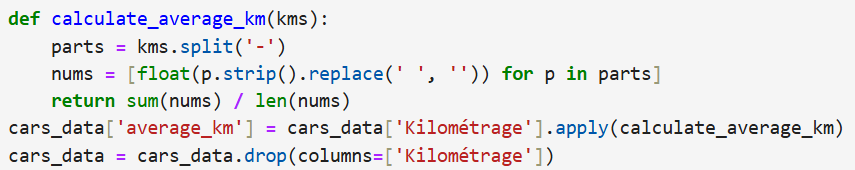 def calculate_average_km(kms):
    parts = kms.split('-')
    nums = [float(p.strip().replace(' ', '')) for p in parts]
    return sum(nums) / len(nums)
cars_data['average_km'] = cars_data['Kilométrage'].apply(calculate_average_km)
cars_data = cars_data.drop(columns=['Kilométrage'])